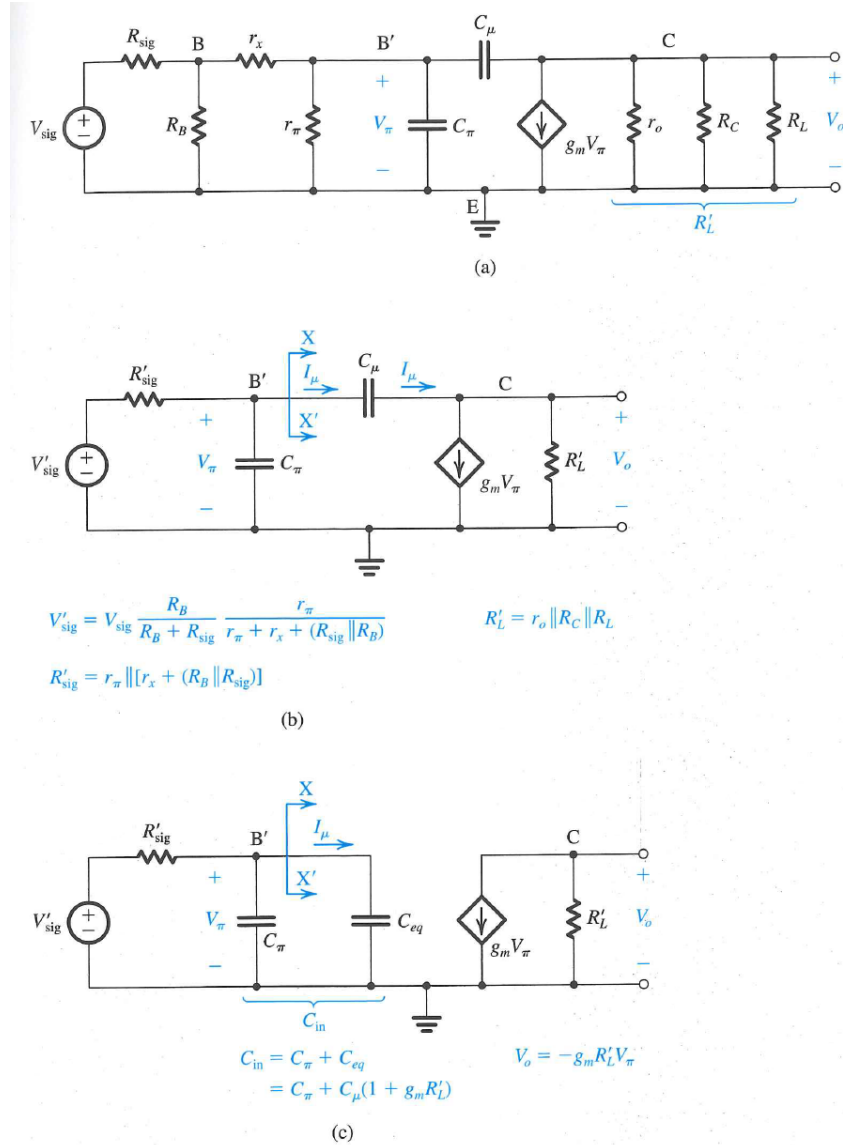 R_sig B r_x B′ C_μ C
V_sig + − R_B r_π + V_π − C_π g_m V_π r_o R_C R_L + V_o −
E R′_L
(a)
X
R′_sig B′ I_μ C_μ I_μ C
X′
V′_sig + − + V_π − C_π g_m V_π R′_L + V_o −
V′_sig = V_sig R_B / (R_B + R_sig) r_π / (r_π + r_x + (R_sig ∥ R_B)) R′_L = r_o ∥ R_C ∥ R_L
R′_sig = r_π ∥ [r_x + (R_B ∥ R_sig)]
(b)
X
R′_sig B′ I_μ C
X′
V′_sig + − + V_π − C_π C_eq g_m V_π R′_L + V_o −
C_in
C_in = C_π + C_eq V_o = −g_m R′_L V_π
= C_π + C_μ(1 + g_m R′_L)
(c)